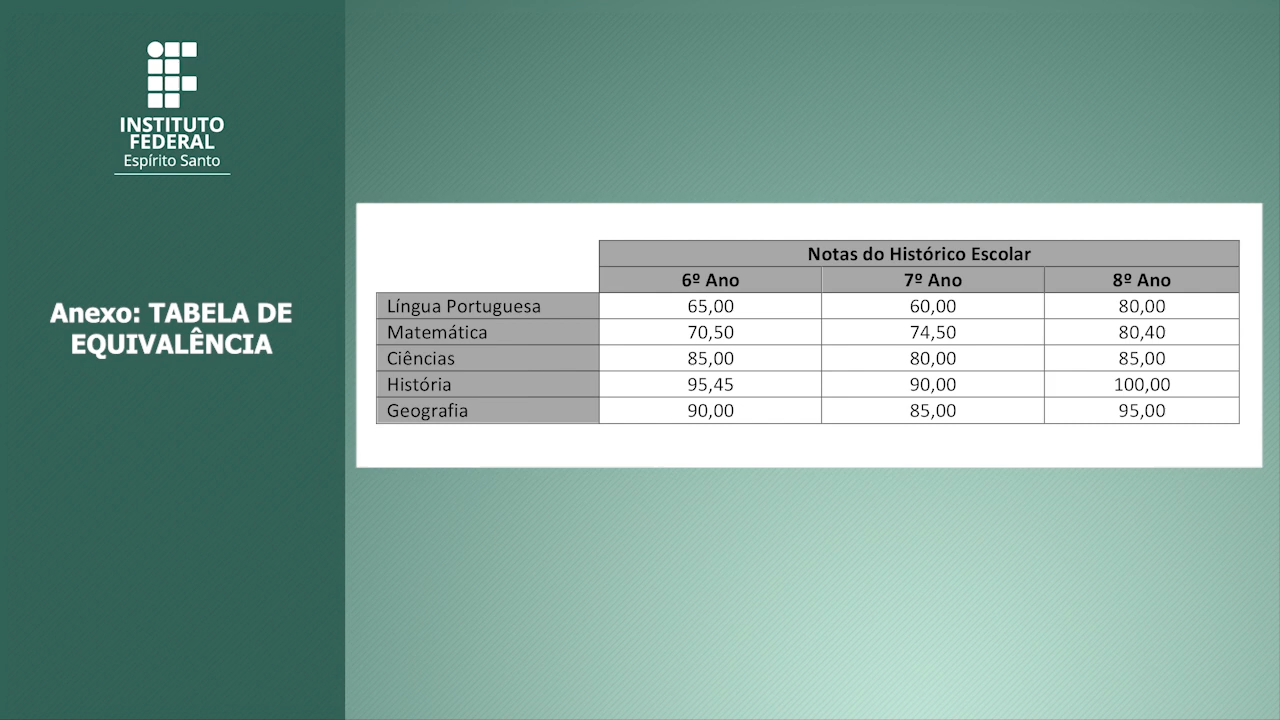 INSTITUTO
FEDERAL
Espírito Santo
Anexo: TABELA DE
EQUIVALÊNCIA
Notas do Histórico Escolar
6º Ano 7º Ano 8º Ano
Língua Portuguesa 65,00 60,00 80,00
Matemática 70,50 74,50 80,40
Ciências 85,00 80,00 85,00
História 95,45 90,00 100,00
Geografia 90,00 85,00 95,00